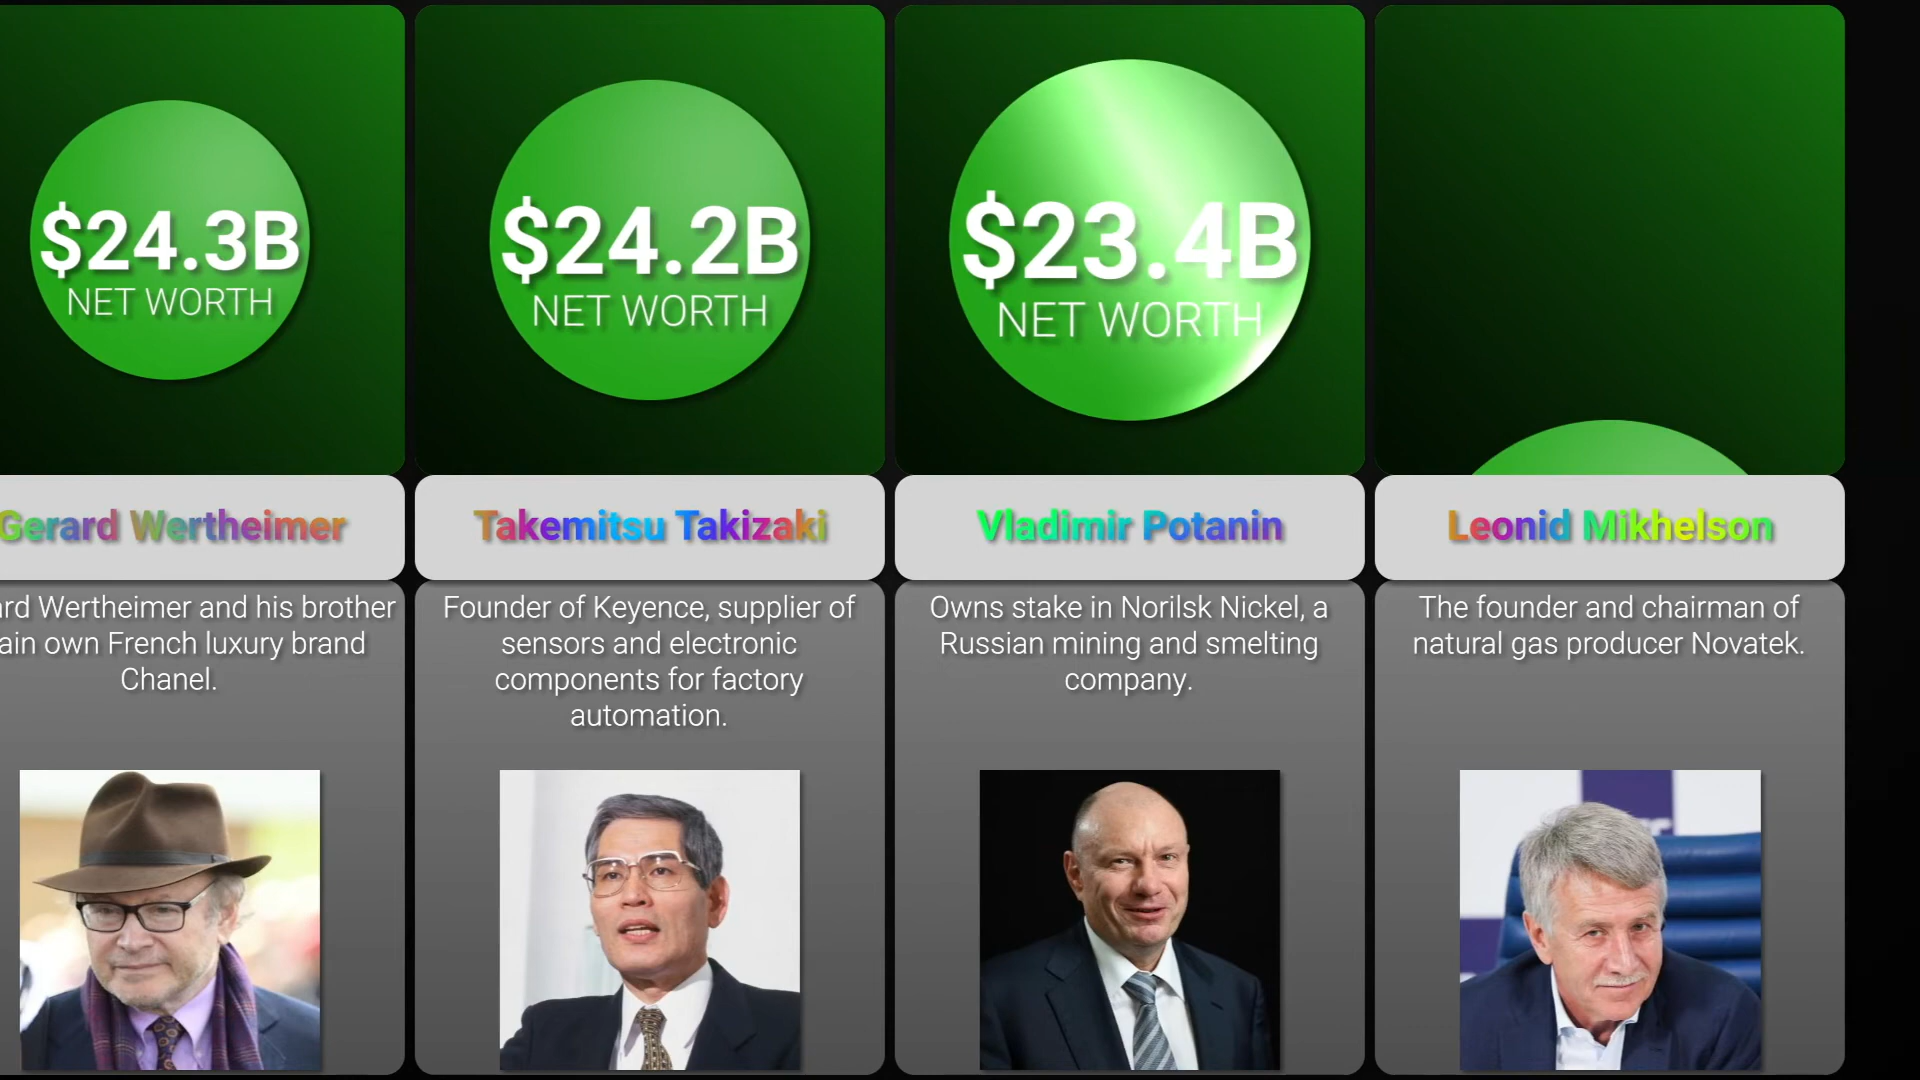 $24.3B
NET WORTH
Gerard Wertheimer
ard Wertheimer and his brother
ain own French luxury brand
Chanel.
$24.2B
NET WORTH
Takemitsu Takizaki
Founder of Keyence, supplier of
sensors and electronic
components for factory
automation.
$23.4B
NET WORTH
Vladimir Potanin
Owns stake in Norilsk Nickel, a
Russian mining and smelting
company.
Leonid Mikhelson
The founder and chairman of
natural gas producer Novatek.